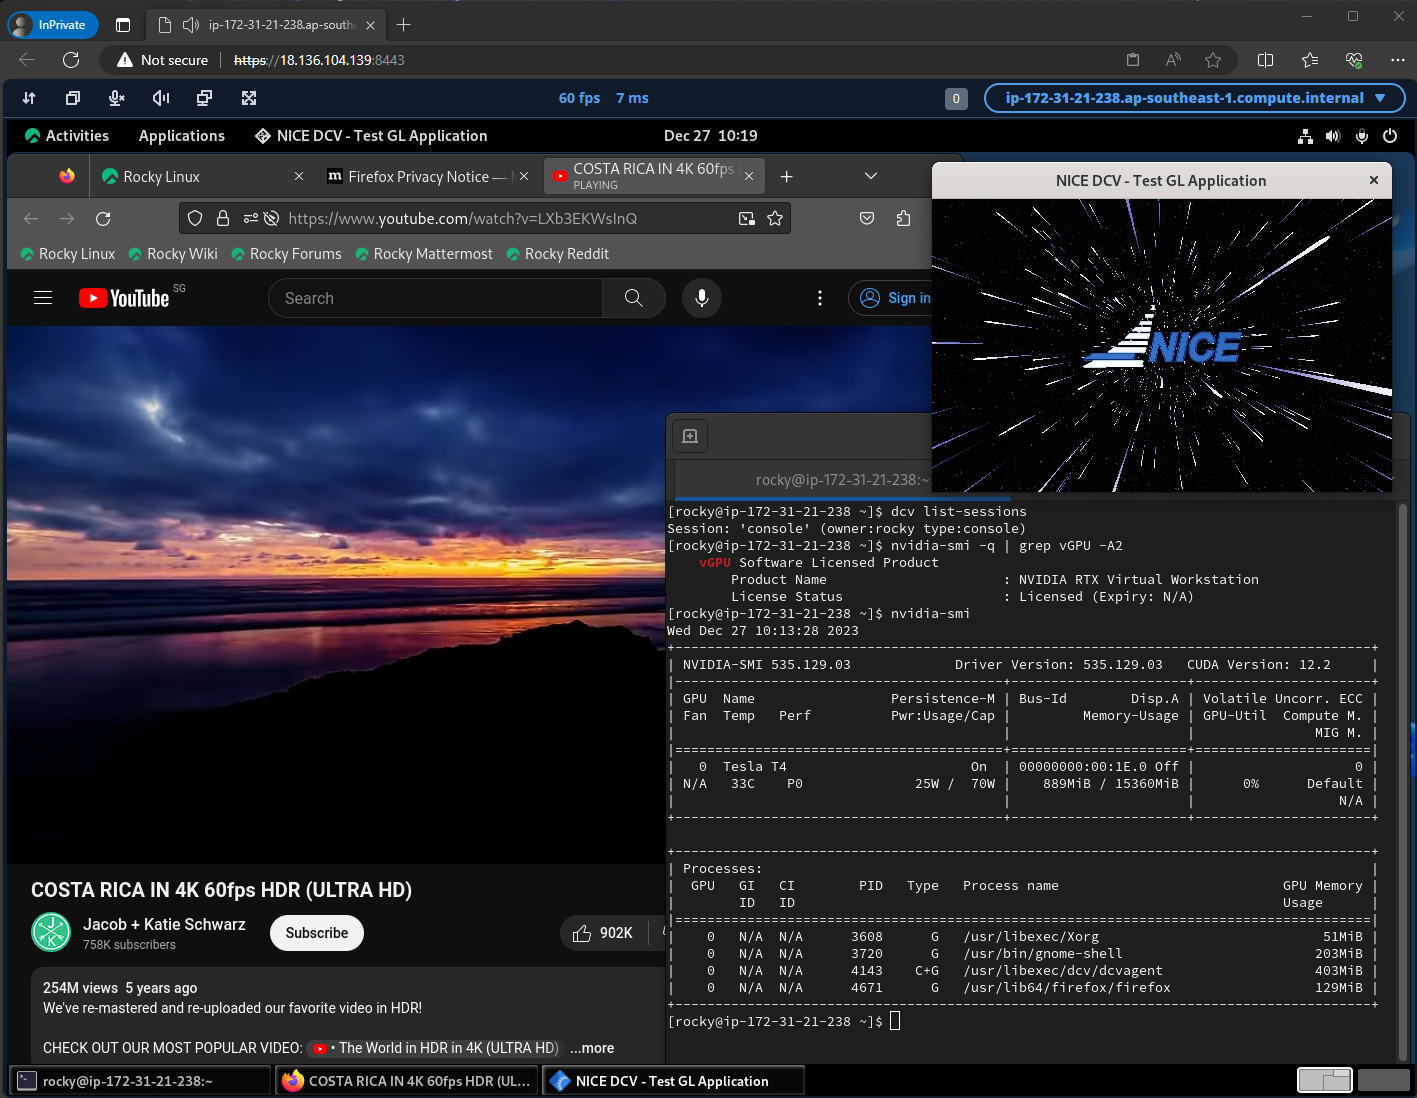 InPrivate
ip-172-31-21-238.ap-southe
Not secure
https://18.136.104.139:8443
60 fps 7 ms
0
ip-172-31-21-238.ap-southeast-1.compute.internal
Activities
Applications
NICE DCV - Test GL Application
Dec 27 10:19
Rocky Linux
m Firefox Privacy Notice —
COSTA RICA IN 4K 60fps
PLAYING
NICE DCV - Test GL Application
https://www.youtube.com/watch?v=LXb3EKWsInQ
Rocky Linux
Rocky Wiki
Rocky Forums
Rocky Mattermost
Rocky Reddit
YouTube SG
Search
Sign in
NICE
rocky@ip-172-31-21-238:~
[rocky@ip-172-31-21-238 ~]$ dcv list-sessions
Session: 'console' (owner:rocky type:console)
[rocky@ip-172-31-21-238 ~]$ nvidia-smi -q | grep vGPU -A2
    vGPU Software Licensed Product
        Product Name                      : NVIDIA RTX Virtual Workstation
        License Status                    : Licensed (Expiry: N/A)
[rocky@ip-172-31-21-238 ~]$ nvidia-smi
Wed Dec 27 10:13:28 2023
+---------------------------------------------------------------------------------------+
| NVIDIA-SMI 535.129.03             Driver Version: 535.129.03   CUDA Version: 12.2     |
|-----------------------------------------+----------------------+----------------------+
| GPU  Name                 Persistence-M | Bus-Id        Disp.A | Volatile Uncorr. ECC |
| Fan  Temp   Perf          Pwr:Usage/Cap |         Memory-Usage | GPU-Util  Compute M. |
|                                         |                      |               MIG M. |
|=========================================+======================+======================|
|   0  Tesla T4                       On  | 00000000:00:1E.0 Off |                    0 |
| N/A   33C    P0              25W /  70W |    889MiB / 15360MiB |      0%      Default |
|                                         |                      |                  N/A |
+-----------------------------------------+----------------------+----------------------+
+---------------------------------------------------------------------------------------+
| Processes:                                                                            |
|  GPU   GI   CI        PID   Type   Process name                            GPU Memory |
|        ID   ID                                                             Usage      |
|=======================================================================================|
|    0   N/A  N/A      3608      G   /usr/libexec/Xorg                            51MiB |
|    0   N/A  N/A      3720      G   /usr/bin/gnome-shell                        203MiB |
|    0   N/A  N/A      4143    C+G   /usr/libexec/dcv/dcvagent                   403MiB |
|    0   N/A  N/A      4671      G   /usr/lib64/firefox/firefox                  129MiB |
+---------------------------------------------------------------------------------------+
[rocky@ip-172-31-21-238 ~]$
COSTA RICA IN 4K 60fps HDR (ULTRA HD)
Jacob + Katie Schwarz
758K subscribers
Subscribe
902K
254M views 5 years ago
We've re-mastered and re-uploaded our favorite video in HDR!
CHECK OUT OUR MOST POPULAR VIDEO: • The World in HDR in 4K (ULTRA HD) ...more
rocky@ip-172-31-21-238:~
COSTA RICA IN 4K 60fps HDR (UL...
NICE DCV - Test GL Application